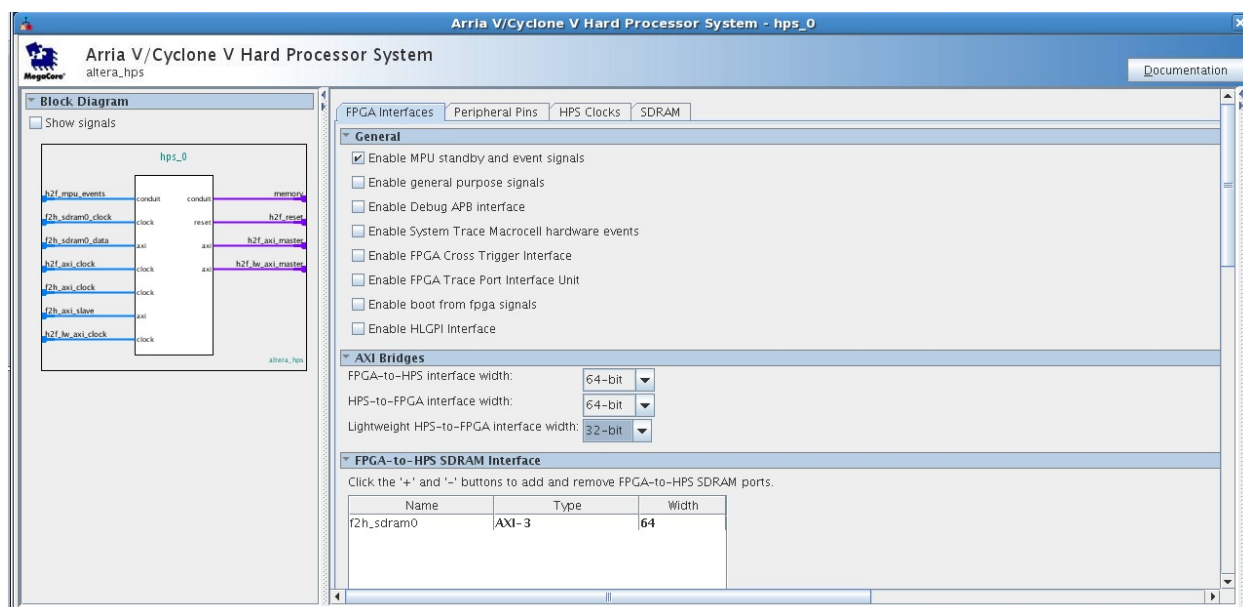 Arria V/Cyclone V Hard Processor System - hps_0
MegaCore'
Arria V/Cyclone V Hard Processor System
altera_hps
Documentation
Block Diagram
Show signals
hps_0
h2f_mpu_events
conduit
conduit
memory
f2h_sdram0_clock
clock
reset
h2f_reset
f2h_sdram0_data
axi
axi
h2f_axi_master
h2f_axi_clock
clock
axi
h2f_lw_axi_master
f2h_axi_clock
clock
f2h_axi_slave
axi
h2f_lw_axi_clock
clock
altera_hps
FPGA Interfaces
Peripheral Pins
HPS Clocks
SDRAM
General
Enable MPU standby and event signals
Enable general purpose signals
Enable Debug APB interface
Enable System Trace Macrocell hardware events
Enable FPGA Cross Trigger Interface
Enable FPGA Trace Port Interface Unit
Enable boot from fpga signals
Enable HLGPI Interface
AXI Bridges
FPGA-to-HPS interface width: 64-bit
HPS-to-FPGA interface width: 64-bit
Lightweight HPS-to-FPGA interface width: 32-bit
FPGA-to-HPS SDRAM Interface
Click the '+' and '-' buttons to add and remove FPGA-to-HPS SDRAM ports.
Name Type Width
f2h_sdram0 AXI-3 64